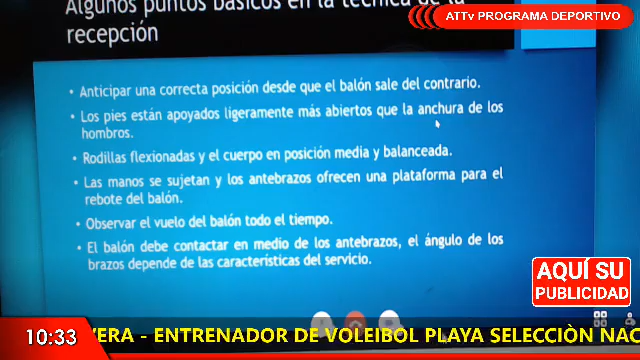 ATTv PROGRAMA DEPORTIVO
Algunos puntos básicos en la técnica de la
recepción
• Anticipar una correcta posición desde que el balón sale del contrario.
• Los pies están apoyados ligeramente más abiertos que la anchura de los
hombros.
• Rodillas flexionadas y el cuerpo en posición media y balanceada.
• Las manos se sujetan y los antebrazos ofrecen una plataforma para el
rebote del balón.
• Observar el vuelo del balón todo el tiempo.
• El balón debe contactar en medio de los antebrazos, el ángulo de los
brazos depende de las características del servicio.
AQUÍ SU
PUBLICIDAD
10:33
VERA - ENTRENADOR DE VOLEIBOL PLAYA SELECCIÒN NAC